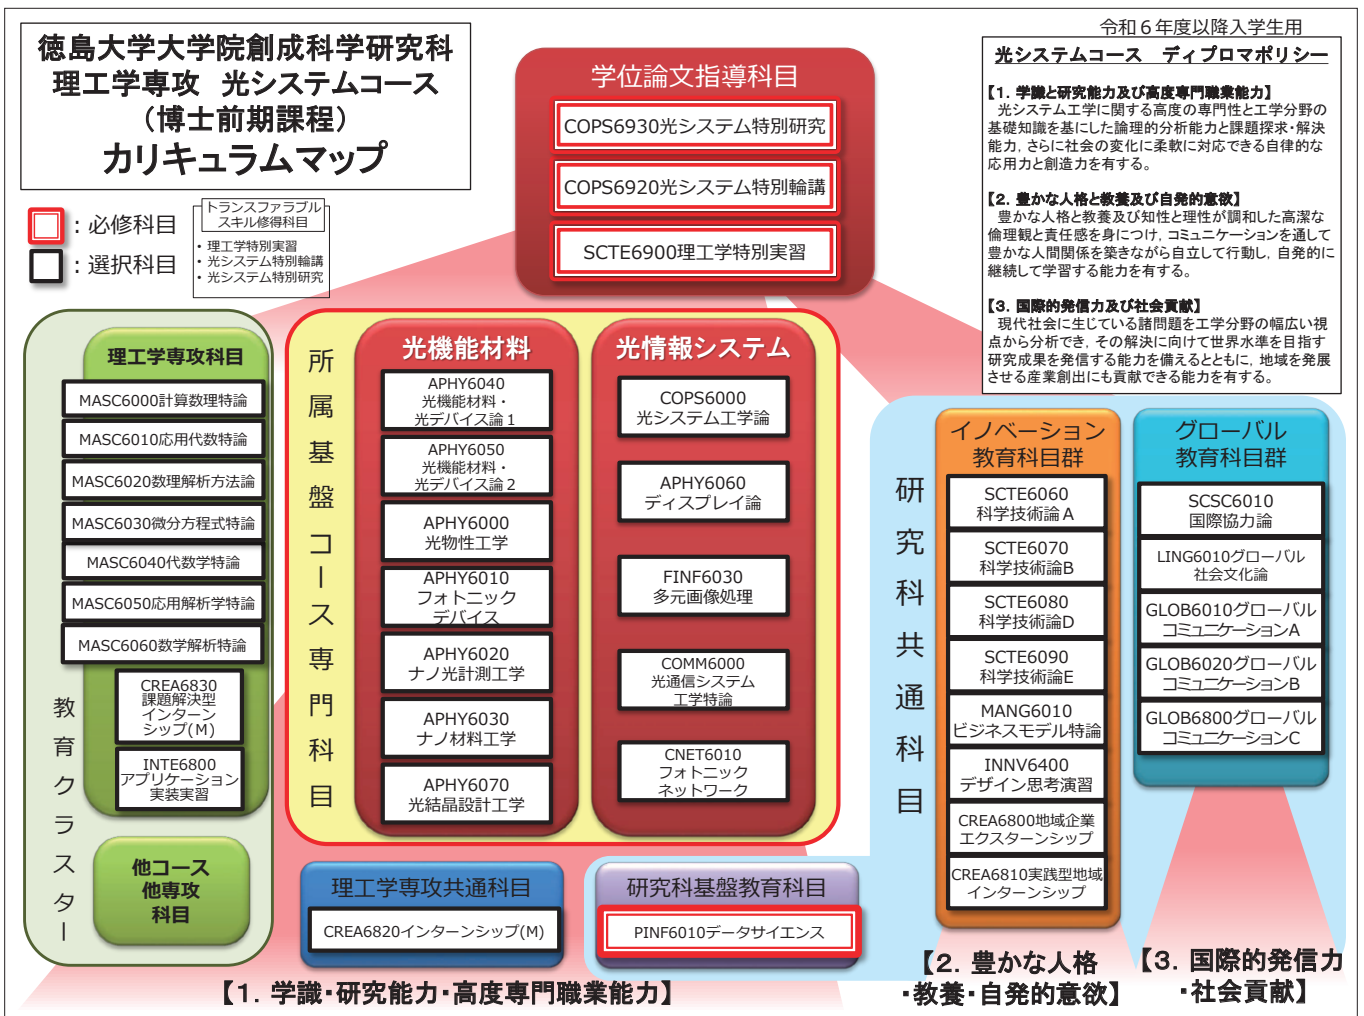 令和６年度以降入学生用
徳島大学大学院創成科学研究科
理工学専攻　光システムコース
（博士前期課程）
カリキュラムマップ
：必修科目
：選択科目
トランスファラブル
スキル修得科目
・理工学特別実習
・光システム特別輪講
・光システム特別研究
学位論文指導科目
COPS6930光システム特別研究
COPS6920光システム特別輪講
SCTE6900理工学特別実習
光システムコース　ディプロマポリシー
【１．学識と研究能力及び高度専門職業能力】
光システム工学に関する高度の専門性と工学分野の
基礎知識を基にした論理的分析能力と課題探求・解決
能力，さらに社会の変化に柔軟に対応できる自律的な
応用力と創造力を有する。
【２．豊かな人格と教養及び自発的意欲】
豊かな人格と教養及び知性と理性が調和した高潔な
倫理観と責任感を身につけ，コミュニケーションを通して
豊かな人間関係を築きながら自立して行動し，自発的に
継続して学習する能力を有する。
【３．国際的発信力及び社会貢献】
現代社会に生じている諸問題を工学分野の幅広い視
点から分析でき，その解決に向けて世界水準を目指す
研究成果を発信する能力を備えるとともに，地域を発展
させる産業創出にも貢献できる能力を有する。
教育クラスター
理工学専攻科目
MASC6000計算数理特論
MASC6010応用代数特論
MASC6020数理解析方法論
MASC6030微分方程式特論
MASC6040代数学特論
MASC6050応用解析学特論
MASC6060数学解析特論
CREA6830
課題解決型
インターン
シップ(M)
INTE6800
アプリケーション
実装実習
他コース
他専攻
科目
所属基盤コース専門科目
光機能材料
APHY6040
光機能材料・
光デバイス論１
APHY6050
光機能材料・
光デバイス論２
APHY6000
光物性工学
APHY6010
フォトニック
デバイス
APHY6020
ナノ光計測工学
APHY6030
ナノ材料工学
APHY6070
光結晶設計工学
光情報システム
COPS6000
光システム工学論
APHY6060
ディスプレイ論
FINF6030
多元画像処理
COMM6000
光通信システム
工学特論
CNET6010
フォトニック
ネットワーク
理工学専攻共通科目
CREA6820インターンシップ(M)
研究科基盤教育科目
PINF6010データサイエンス
研究科共通科目
イノベーション
教育科目群
SCTE6060
科学技術論Ａ
SCTE6070
科学技術論B
SCTE6080
科学技術論D
SCTE6090
科学技術論E
MANG6010
ビジネスモデル特論
INNV6400
デザイン思考演習
CREA6800地域企業
エクスターンシップ
CREA6810実践型地域
インターンシップ
グローバル
教育科目群
SCSC6010
国際協力論
LING6010グローバル
社会文化論
GLOB6010グローバル
コミュニケーションA
GLOB6020グローバル
コミュニケーションB
GLOB6800グローバル
コミュニケーションC
【１．学識・研究能力・高度専門職業能力】
【２．豊かな人格
・教養・自発的意欲】
【３．国際的発信力
・社会貢献】